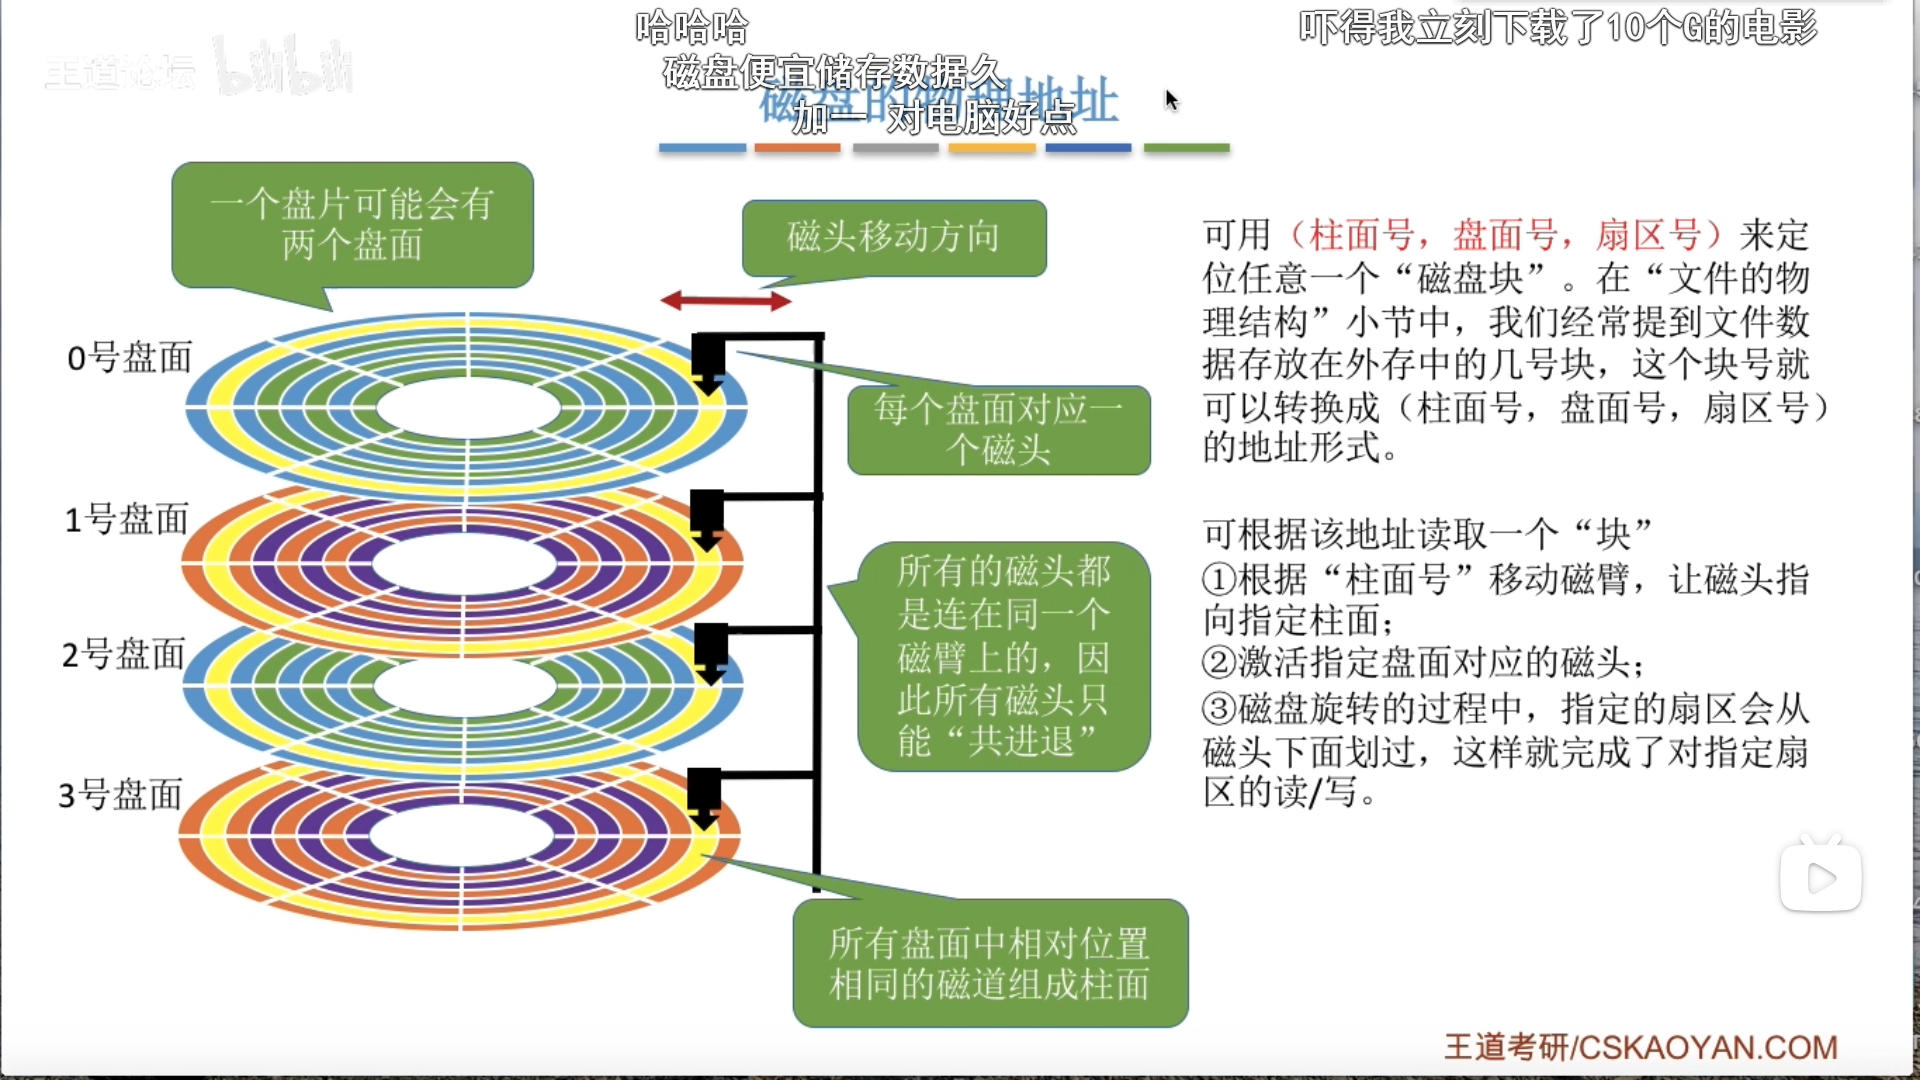 哈哈哈
吓得我立刻下载了10个G的电影
王道论坛 bilibili
磁盘便宜储存数据久
磁盘的物理地址
加一 对电脑好点
一个盘片可能会有
两个盘面
磁头移动方向
0号盘面
每个盘面对应一
个磁头
1号盘面
所有的磁头都
是连在同一个
磁臂上的，因
此所有磁头只
能“共进退”
2号盘面
3号盘面
所有盘面中相对位置
相同的磁道组成柱面
可用（柱面号，盘面号，扇区号）来定
位任意一个“磁盘块”。在“文件的物
理结构”小节中，我们经常提到文件数
据存放在外存中的几号块，这个块号就
可以转换成（柱面号，盘面号，扇区号）
的地址形式。
可根据该地址读取一个“块”
①根据“柱面号”移动磁臂，让磁头指
向指定柱面；
②激活指定盘面对应的磁头；
③磁盘旋转的过程中，指定的扇区会从
磁头下面划过，这样就完成了对指定扇
区的读/写。
王道考研/CSKAOYAN.COM